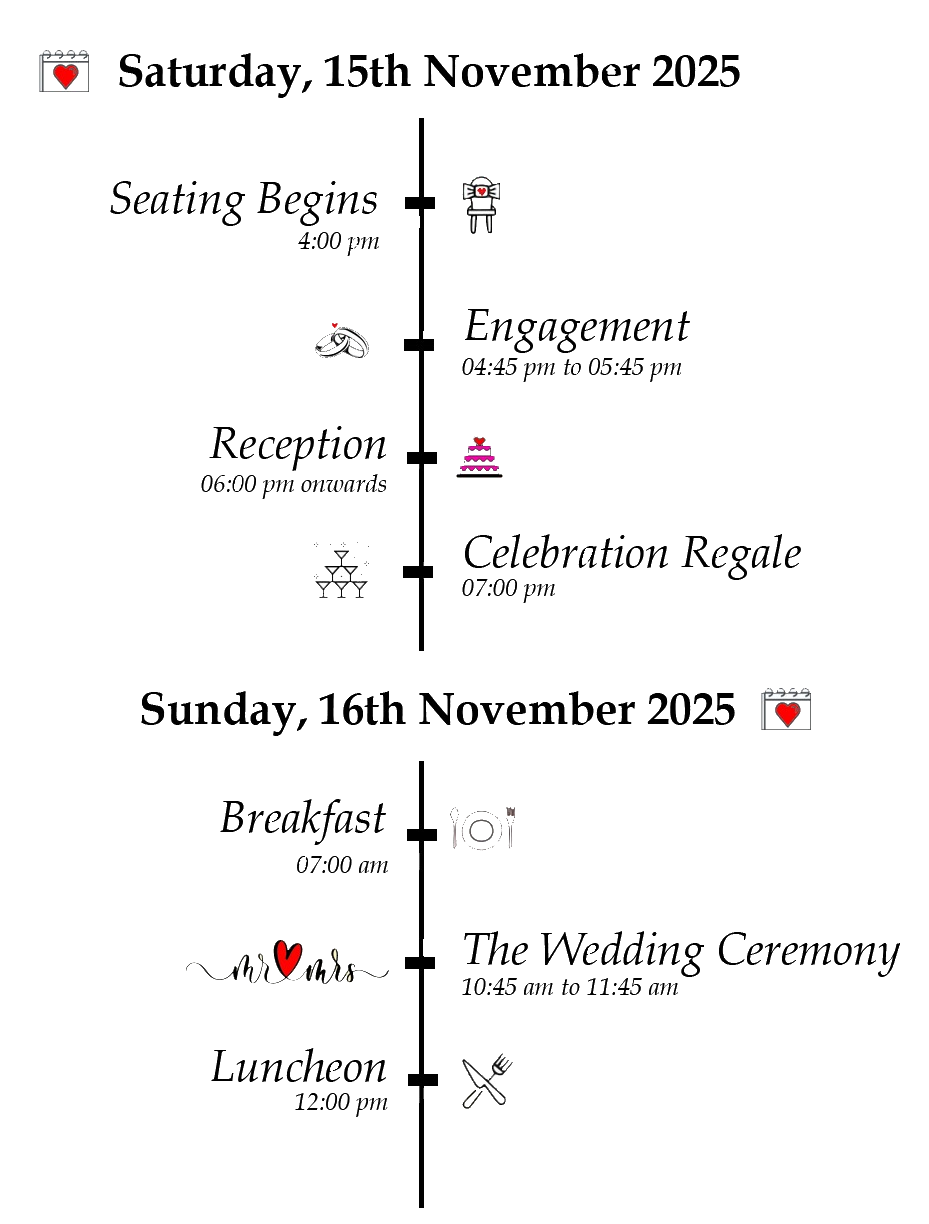 Saturday, 15th November 2025
Seating Begins
4:00 pm
Engagement
04:45 pm to 05:45 pm
Reception
06:00 pm onwards
Celebration Regale
07:00 pm
Sunday, 16th November 2025
Breakfast
07:00 am
The Wedding Ceremony
10:45 am to 11:45 am
mr mrs
Luncheon
12:00 pm